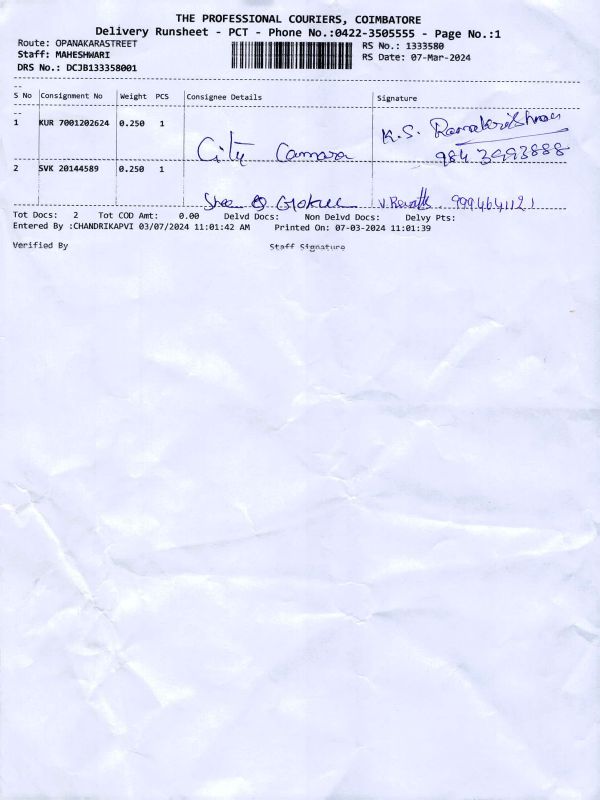 THE PROFESSIONAL COURIERS, COIMBATORE
Delivery Runsheet - PCT - Phone No.:0422-3505555 - Page No.:1
Route: OPANAKARASTREET RS No.: 1333580
Staff: MAHESHWARI RS Date: 07-Mar-2024
DRS No.: DCJB133358001
S No Consignment No Weight PCS Consignee Details Signature
1 KUR 7001202624 0.250 1 K.S. Ramakrishnan
City Camara 984 3993888
2 SVK 20144589 0.250 1
Shree Gokul V. Revathi 9994641121
Tot Docs: 2 Tot COD Amt: 0.00 Delvd Docs: Non Delvd Docs: Delvy Pts:
Entered By :CHANDRIKAPVI 03/07/2024 11:01:42 AM Printed On: 07-03-2024 11:01:39
Verified By Staff Signature